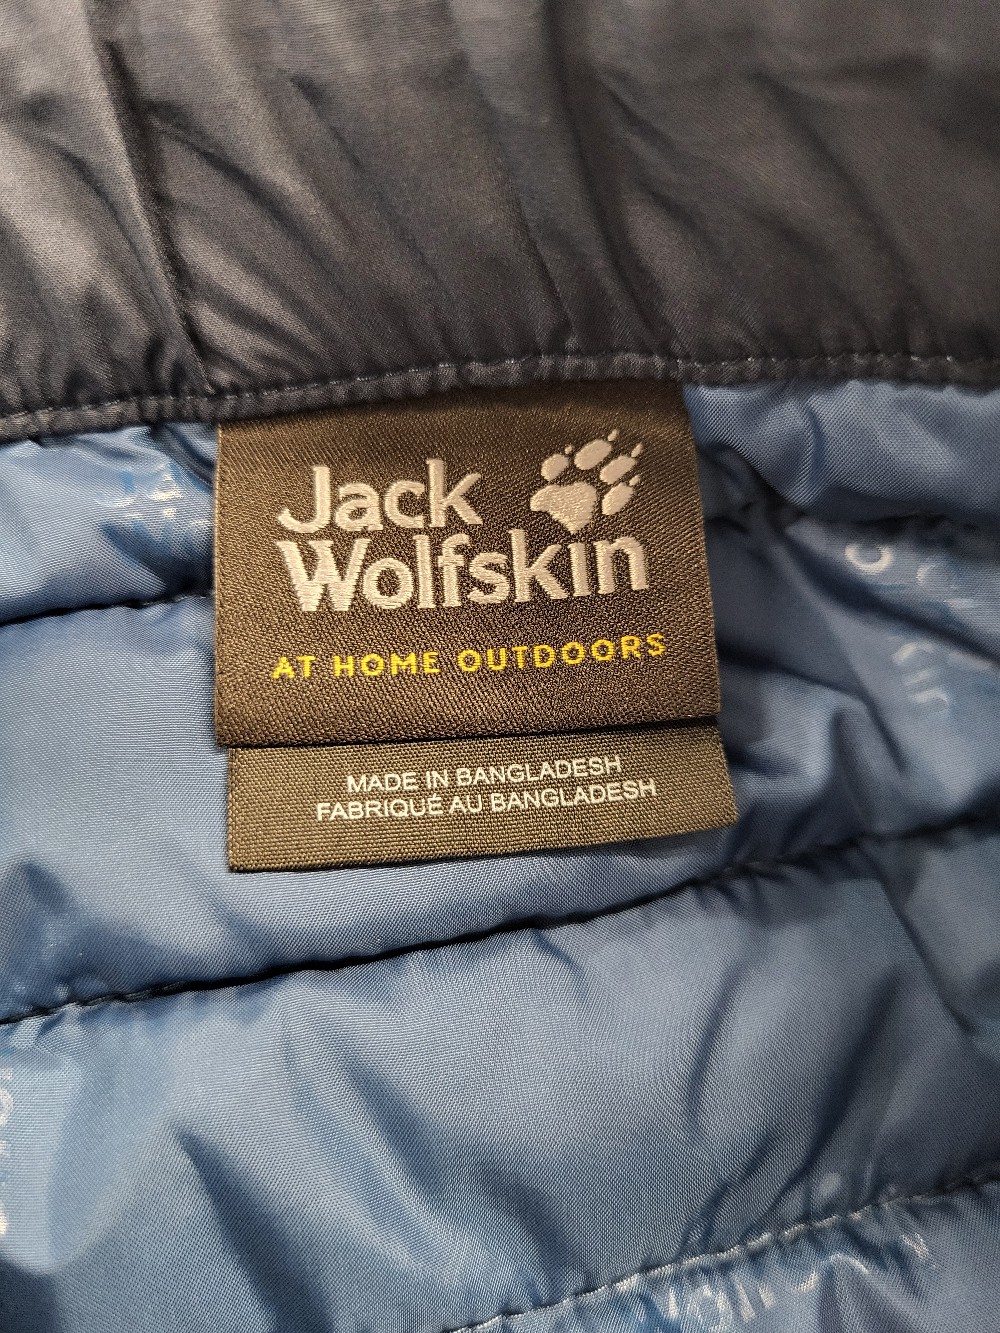 Jack
Wolfskin
AT HOME OUTDOORS
MADE IN BANGLADESH
FABRIQUÉ AU BANGLADESH